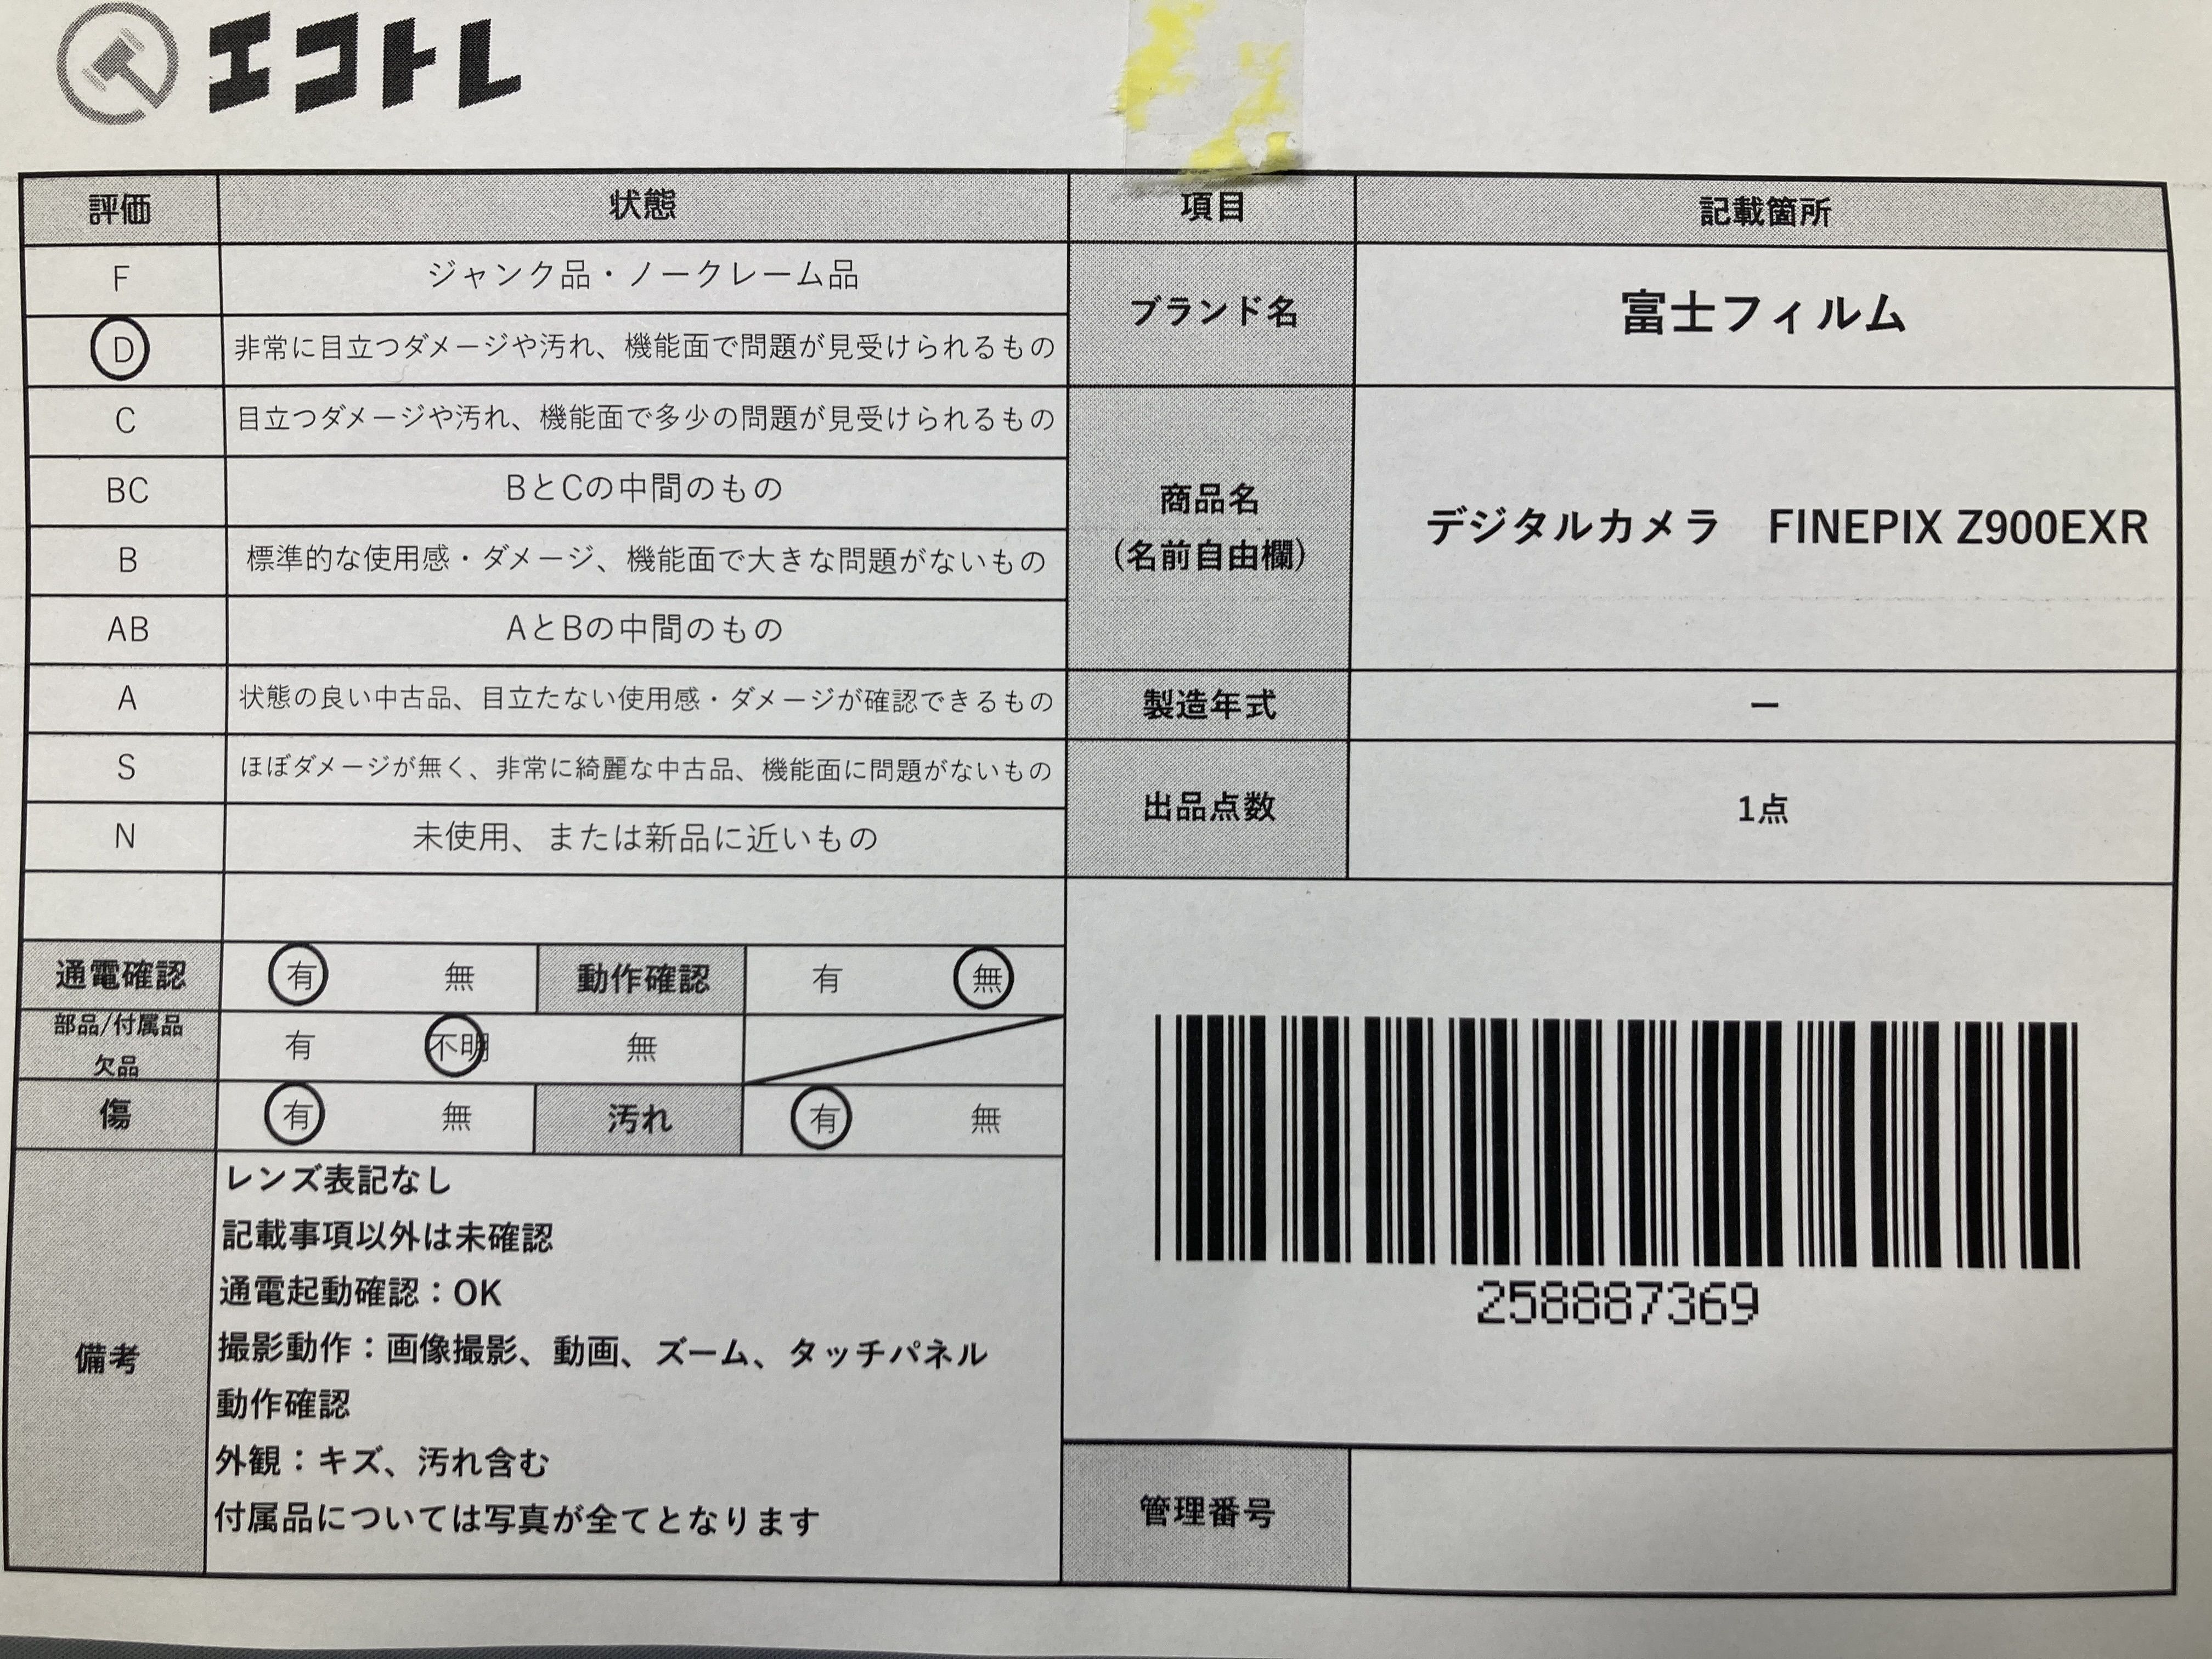 エコトレ
評価 状態 項目 記載箇所
F ジャンク品・ノークレーム品
D 非常に目立つダメージや汚れ、機能面で問題が見受けられるもの
ブランド名 富士フィルム
C 目立つダメージや汚れ、機能面で多少の問題が見受けられるもの
BC BとCの中間のもの
B 標準的な使用感・ダメージ、機能面で大きな問題がないもの
AB AとBの中間のもの
商品名
(名前自由欄)
デジタルカメラ　FINEPIX Z900EXR
A 状態の良い中古品、目立たない使用感・ダメージが確認できるもの
製造年式 ー
S ほぼダメージが無く、非常に綺麗な中古品、機能面に問題がないもの
N 未使用、または新品に近いもの
出品点数 1点
通電確認 有 無 動作確認 有 無
部品/付属品
欠品
有 不明 無
傷 有 無 汚れ 有 無
備考
レンズ表記なし
記載事項以外は未確認
通電起動確認：OK
撮影動作：画像撮影、動画、ズーム、タッチパネル
動作確認
外観：キズ、汚れ含む
付属品については写真が全てとなります
258887369
管理番号